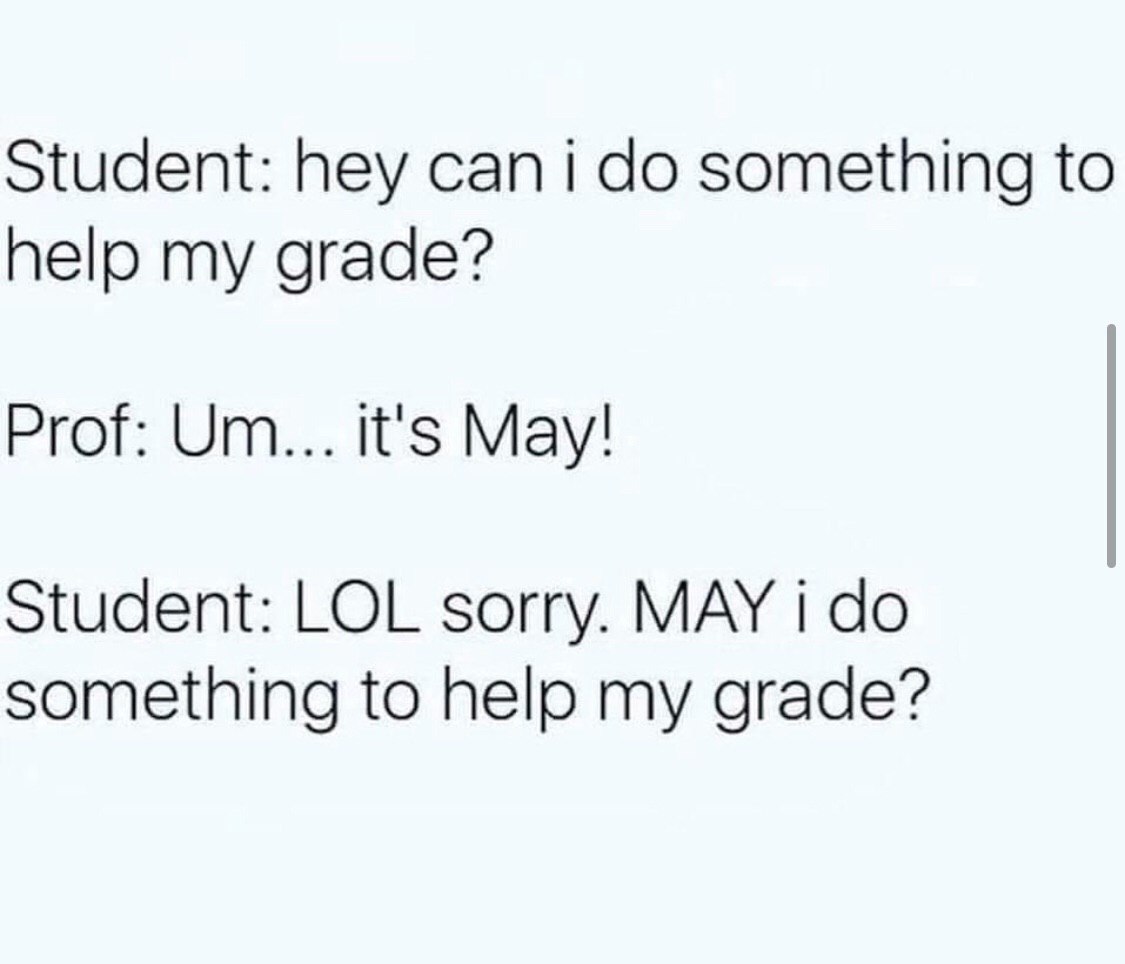 Student: hey can i do something to
help my grade?
Prof: Um... it's May!
Student: LOL sorry. MAY i do
something to help my grade?